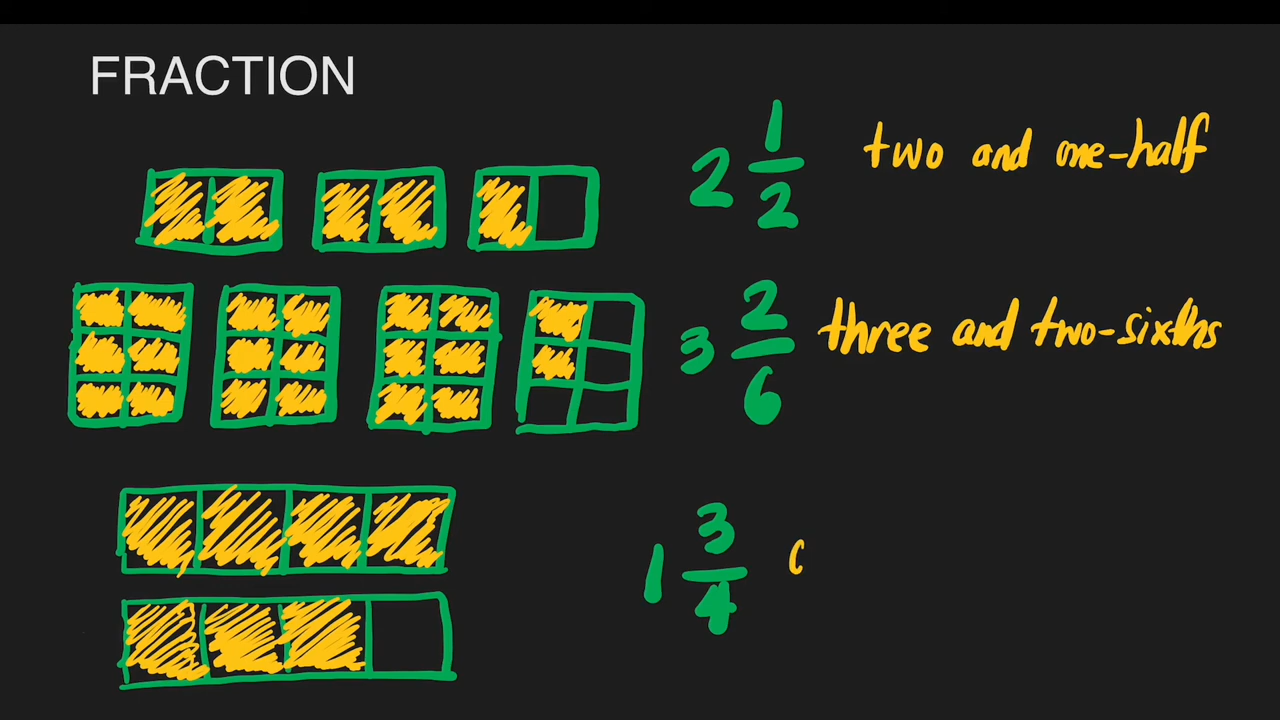 FRACTION
2 1/2 two and one-half
3 2/6 three and two-sixths
1 3/4